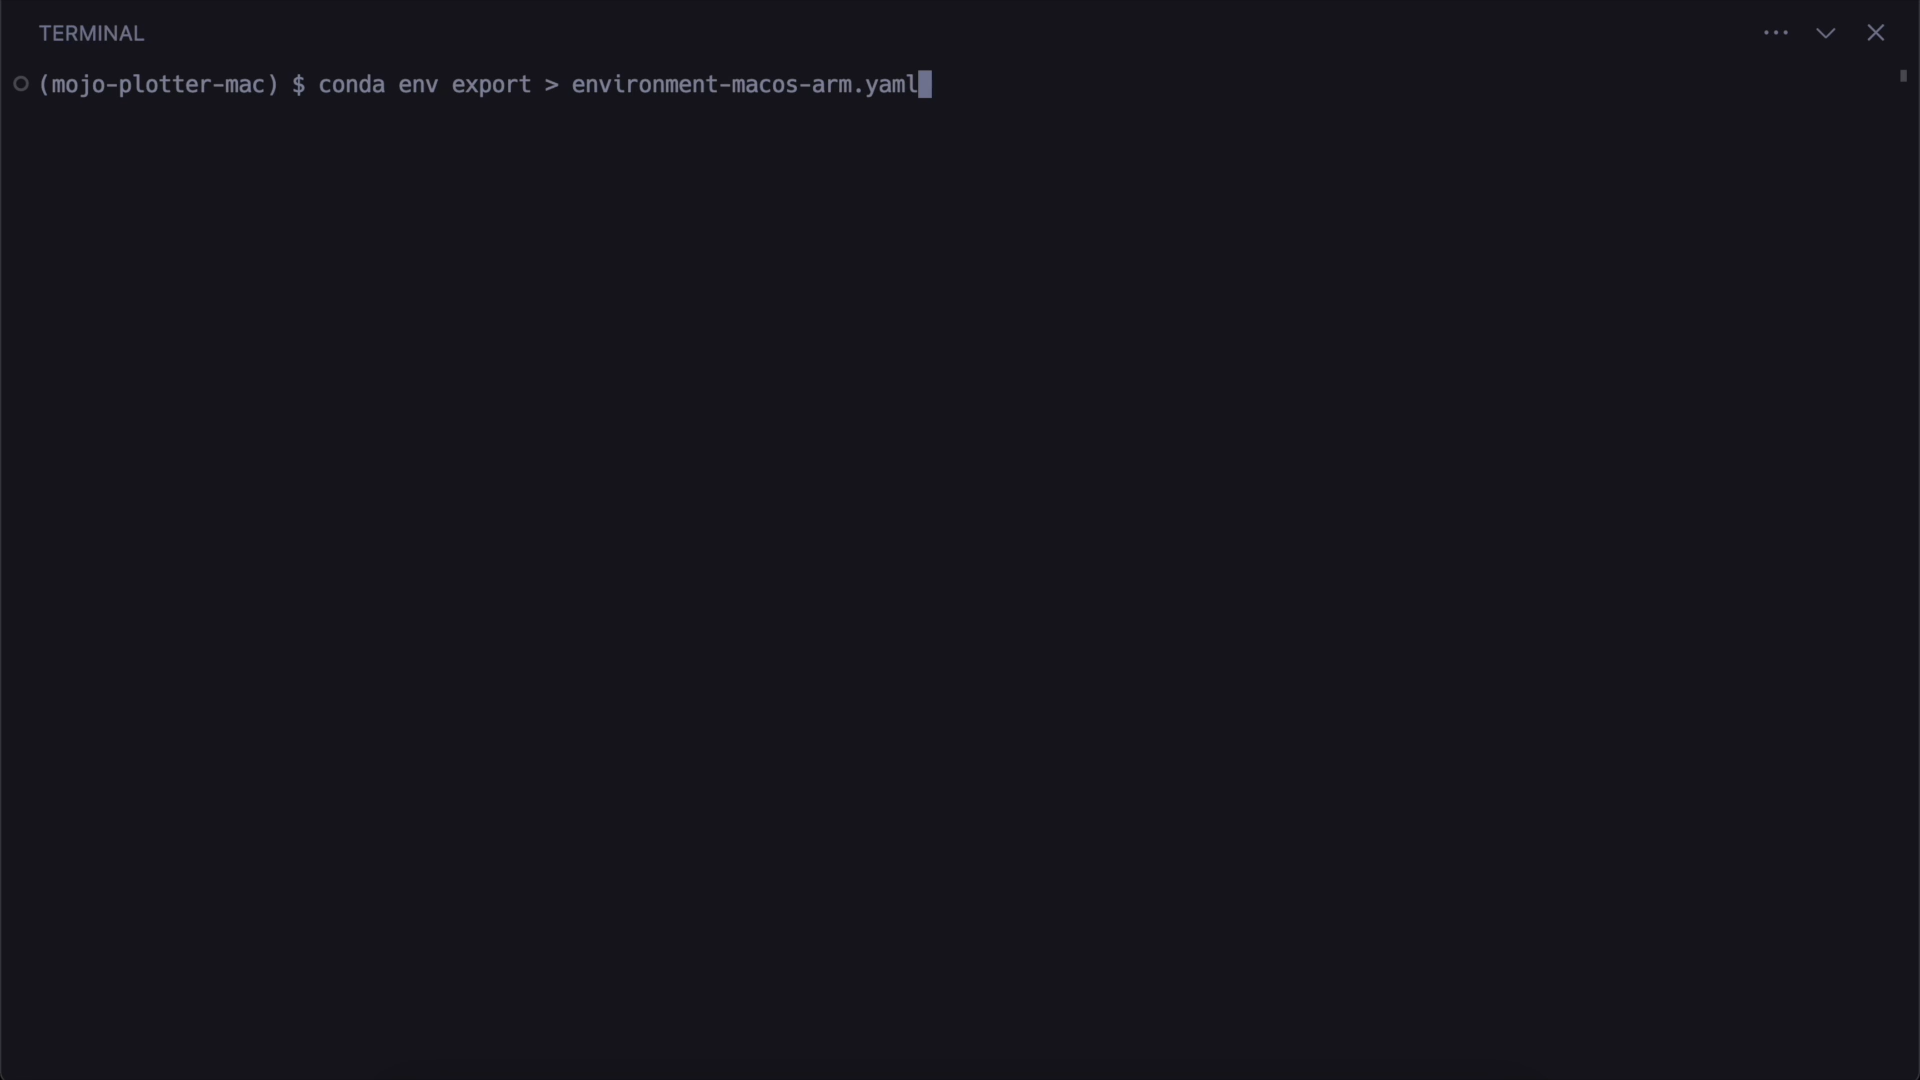 TERMINAL
(mojo-plotter-mac) $ conda env export > environment-macos-arm.yaml